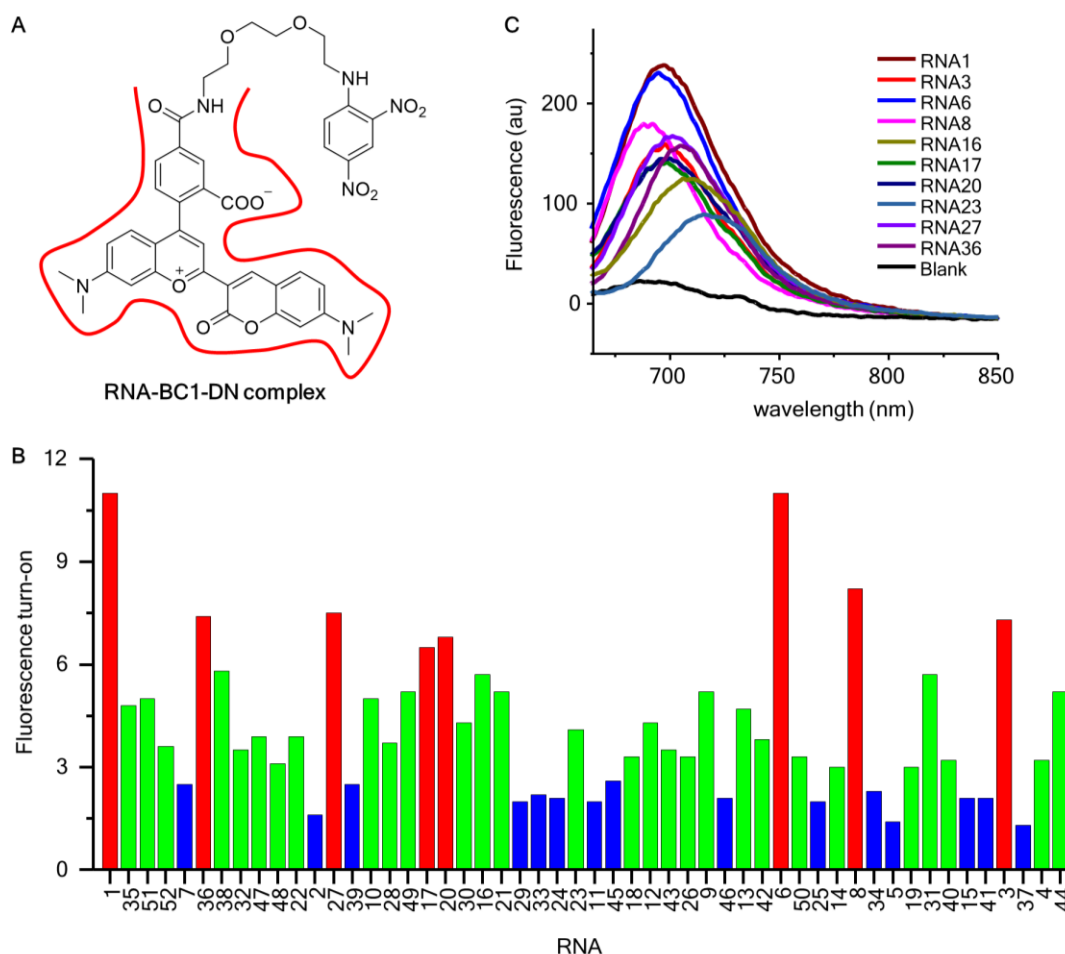 A
O
O
O
NH
NH
NO₂
NO₂
COO⁻
N
O
+
O
O
N
RNA-BC1-DN complex
C
Fluorescence (au)
200
100
0
700
750
800
850
wavelength (nm)
RNA1
RNA3
RNA6
RNA8
RNA16
RNA17
RNA20
RNA23
RNA27
RNA36
Blank
B
Fluorescence turn-on
12
9
6
3
0
1 35 51 52 7 36 38 32 47 48 22 2 27 39 10 28 49 17 20 30 16 21 29 33 24 23 11 45 18 12 43 26 9 46 13 42 6 50 25 14 8 34 5 19 31 40 15 41 3 37 4 44
RNA